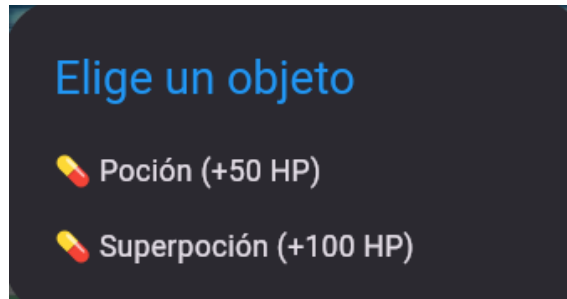 Elige un objeto
💊 Poción (+50 HP)
💊 Superpoción (+100 HP)